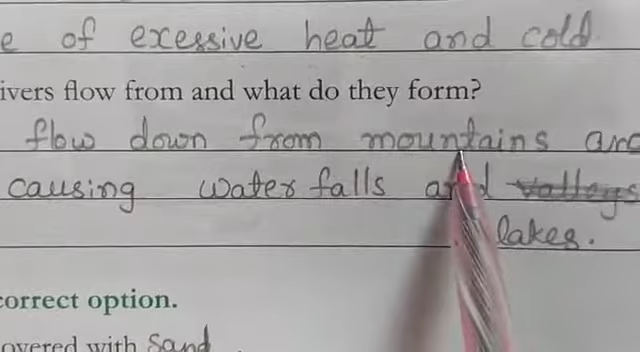 e of excessive heat and cold.
ivers flow from and what do they form?
flow down from mountains and
causing water falls and valleys
lakes.
correct option.
overed with Sand